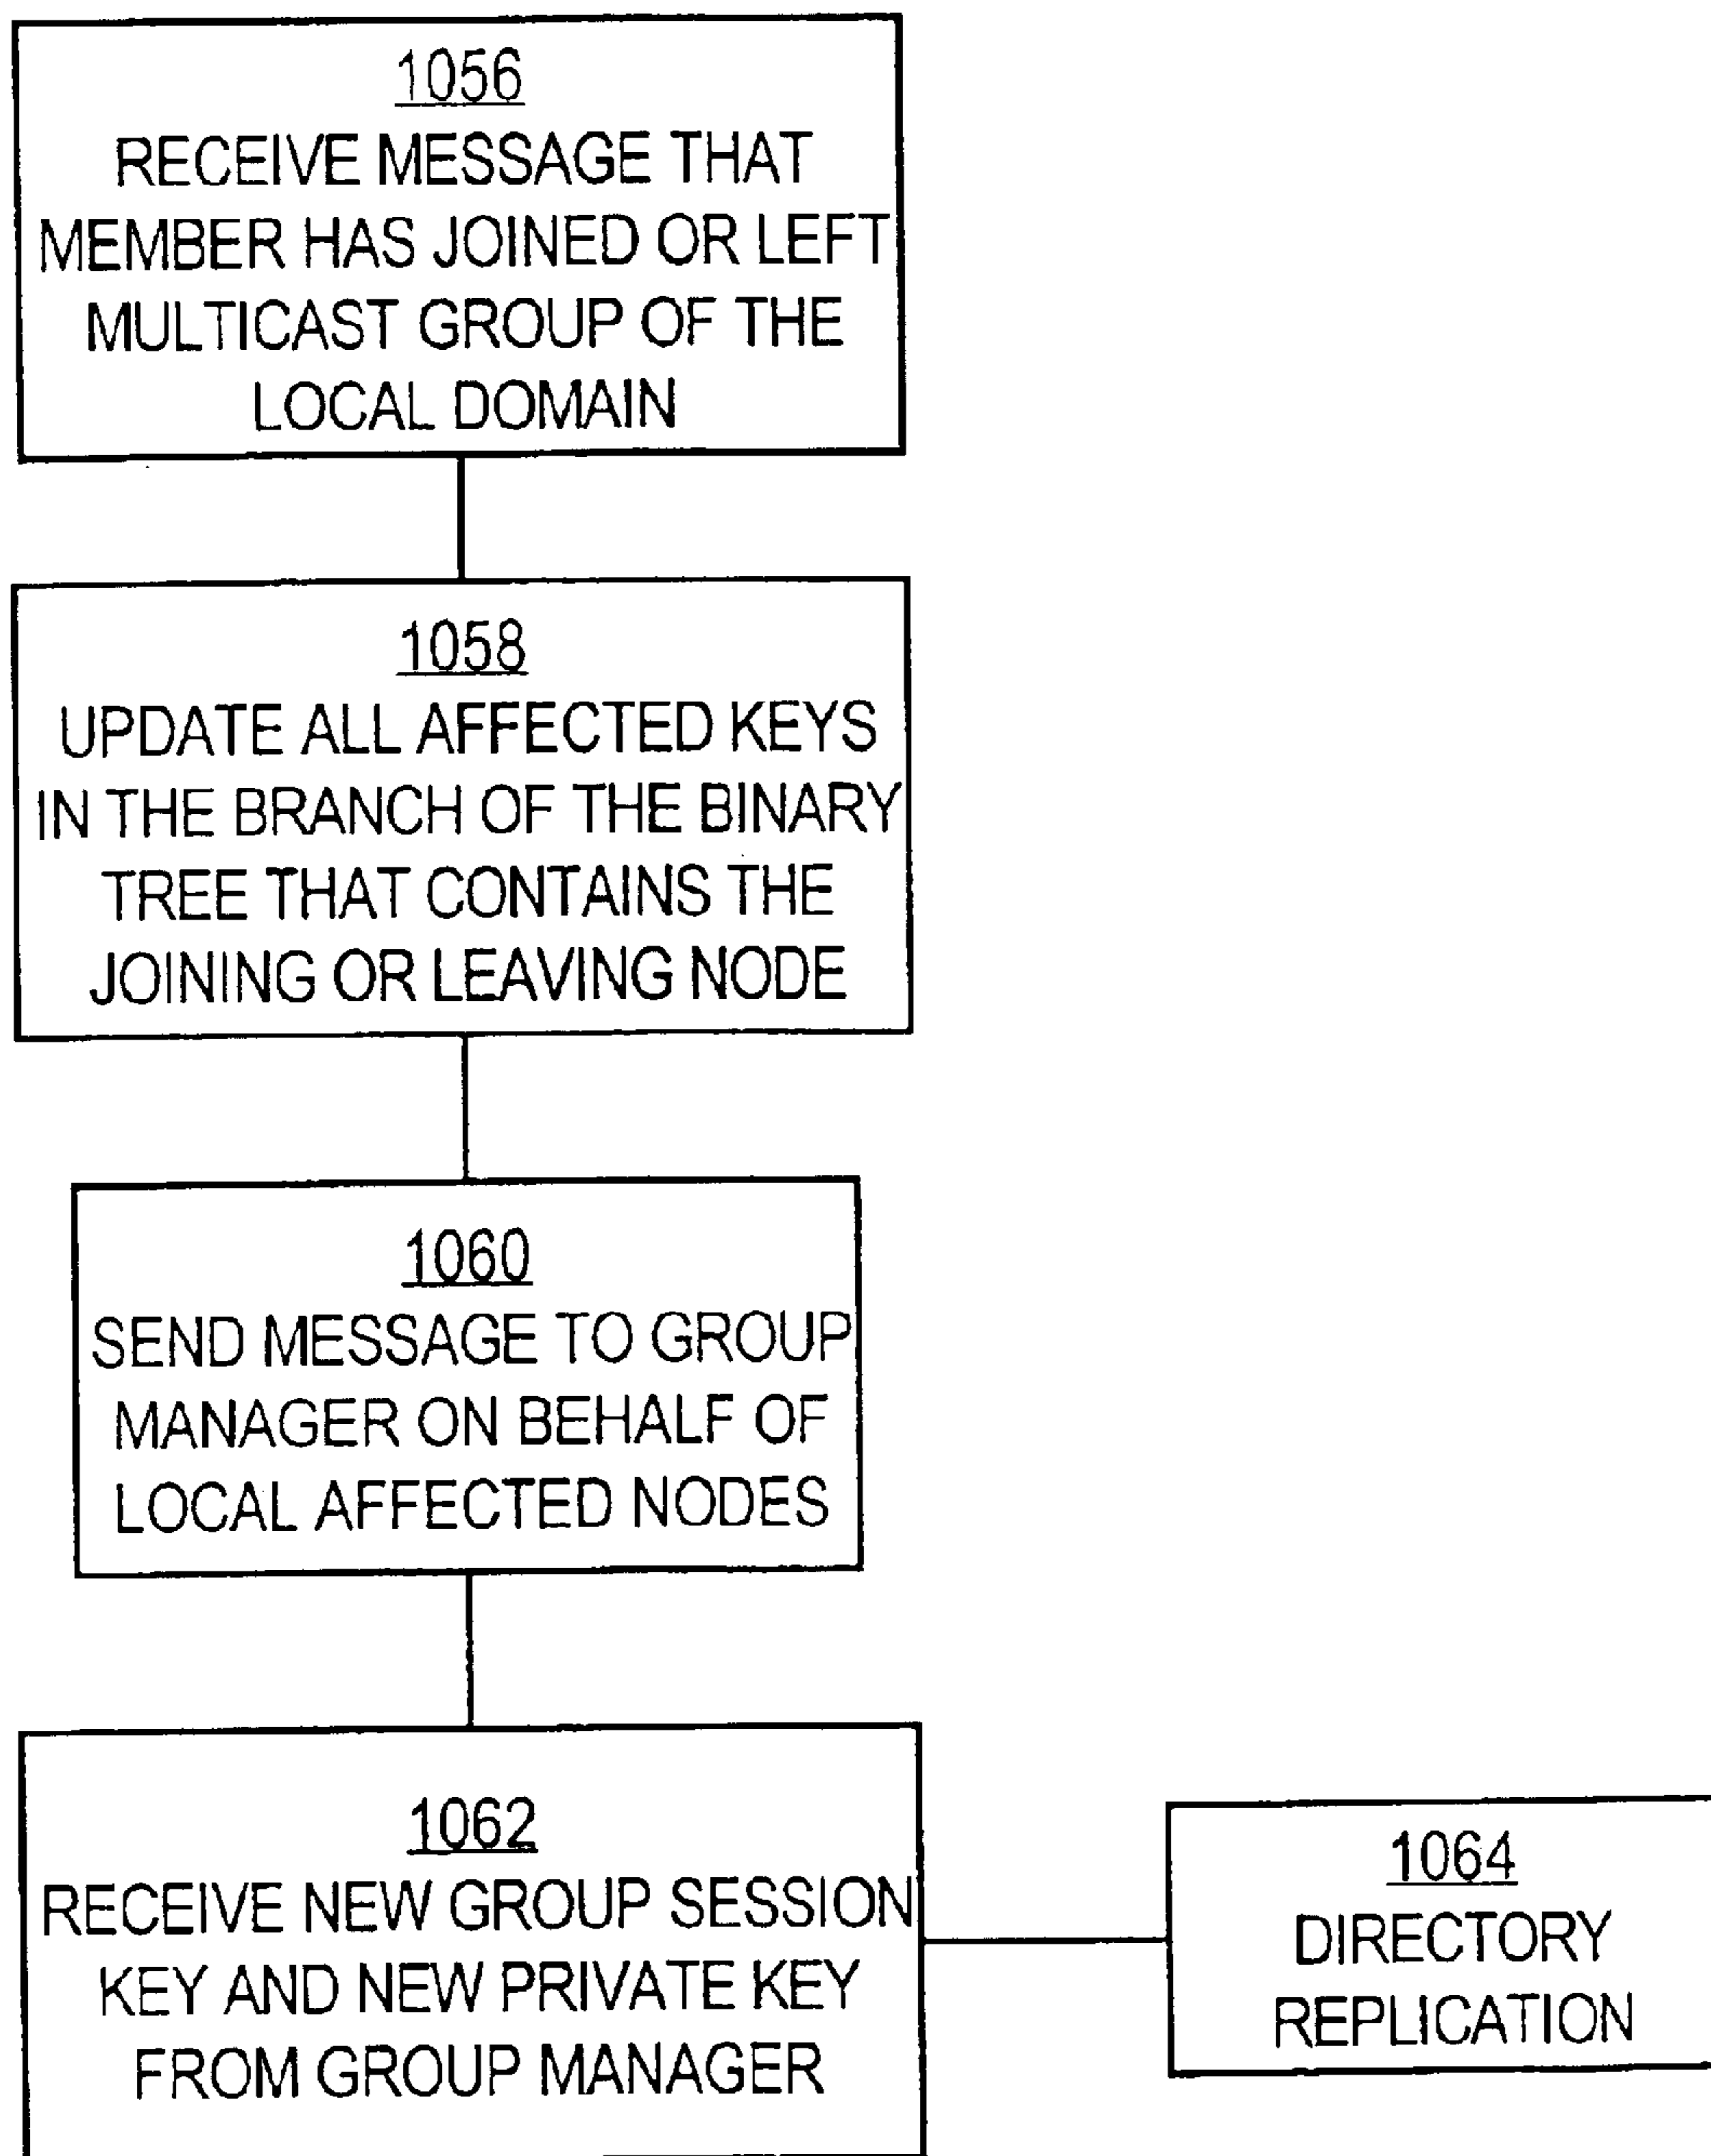 1056
RECEIVE MESSAGE THAT
MEMBER HAS JOINED OR LEFT
MULTICAST GROUP OF THE
LOCAL DOMAIN
1058
UPDATE ALL AFFECTED KEYS
IN THE BRANCH OF THE BINARY
TREE THAT CONTAINS THE
JOINING OR LEAVING NODE
1060
SEND MESSAGE TO GROUP
MANAGER ON BEHALF OF
LOCAL AFFECTED NODES
1062
RECEIVE NEW GROUP SESSION
KEY AND NEW PRIVATE KEY
FROM GROUP MANAGER
1064
DIRECTORY
REPLICATION